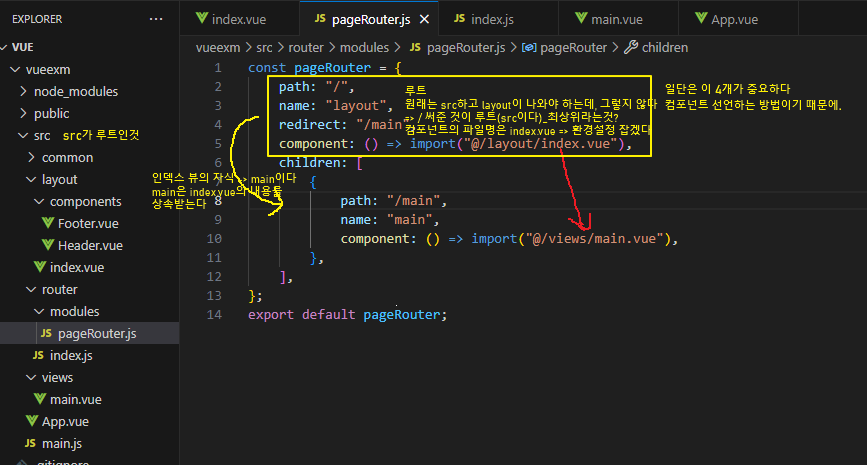 EXPLORER ···
index.vue
JS pageRouter.js ×
JS index.js
main.vue
App.vue
VUE
vueexm > src > router > modules > JS pageRouter.js > pageRouter > children
vueexm
node_modules
public
src src가 루트인것
common
layout
components
Footer.vue
Header.vue
index.vue
router
modules
JS pageRouter.js
JS index.js
views
main.vue
App.vue
JS main.js
.gitignore
1 const pageRouter = {
2 path: "/",
3 name: "layout",
4 redirect: "/main
5 component: () => import("@/layout/index.vue"),
6 children: [
7 {
8 path: "/main",
9 name: "main",
10 component: () => import("@/views/main.vue"),
11 },
12 ],
13 };
14 export default pageRouter;
루트
원래는 src하고 layout이 나와야 하는데, 그렇지 않다
=> / 써준 것이 루트(src이다)_최상위라는것?
컴포넌트의 파일명은 index.vue => 환경설정 잡겠다
일단은 이 4개가 중요하다
컴포넌트 선언하는 방법이기 때문에.
인덱스 뷰의 자식 => main이다
main은 index.vue의 내용를
상속받는다